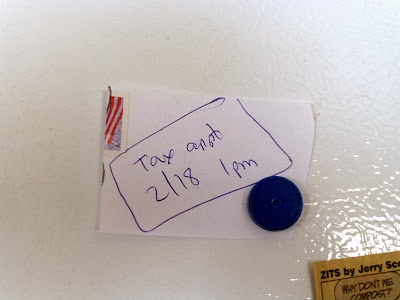 Tax appt
2/18 1pm
ZITS by Jerry Sco
WHY DON'T WE
COMPOST?